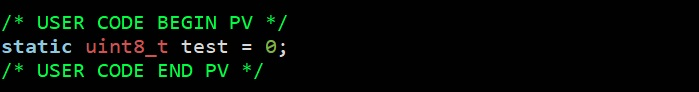 /* USER CODE BEGIN PV */
static uint8_t test = 0;
/* USER CODE END PV */